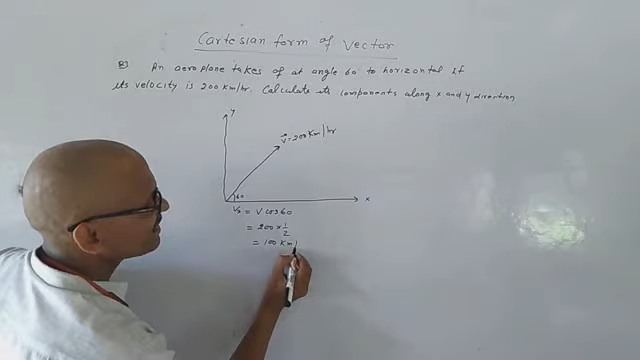 Cartesian form of Vector
Q3 An aeroplane takes of at angle 60° to horizontal if
its velocity is 200 Km/hr. Calculate its components along x and y direction
y
v⃗ = 200 Km/hr
60
x
Vx = V cos 60
= 200 × 1/2
= 100 Km/